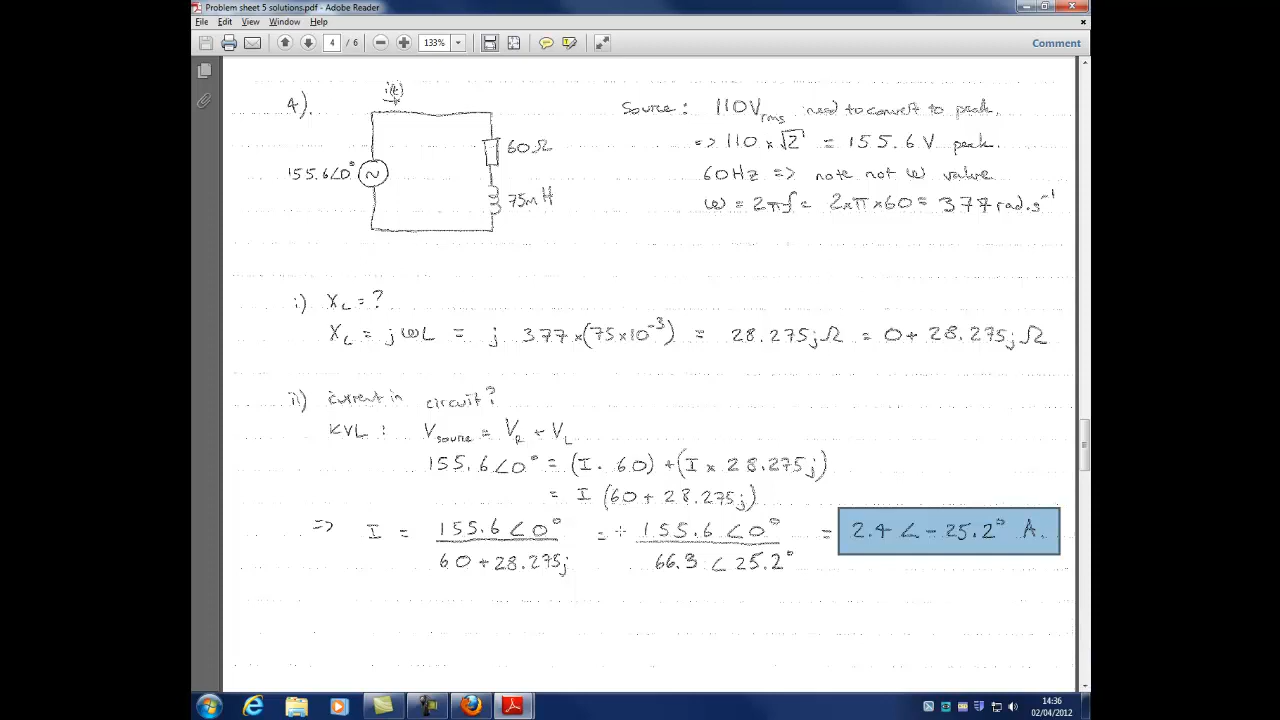 Problem sheet 5 solutions.pdf - Adobe Reader
File Edit View Window Help
4 / 6 133% Comment
4).
i(t)
155.6∠0°
60Ω
75mH
Source: 110Vrms need to convert to peak.
=> 110 x √2 = 155.6 V peak.
60Hz => note not ω value
ω = 2πf = 2xπx60 = 377 rad.s⁻¹
i) XL = ?
XL = jωL = j 377x(75x10⁻³) = 28.275jΩ = 0 + 28.275jΩ
ii) current in circuit?
KVL : Vsource = VR + VL
155.6∠0° = (I. 60) + (I x 28.275j)
= I (60 + 28.275j)
=> I = 155.6∠0° / 60 + 28.275j = 155.6∠0° / 66.3∠25.2° = 2.4∠-25.2° A.
14:36
02/04/2012